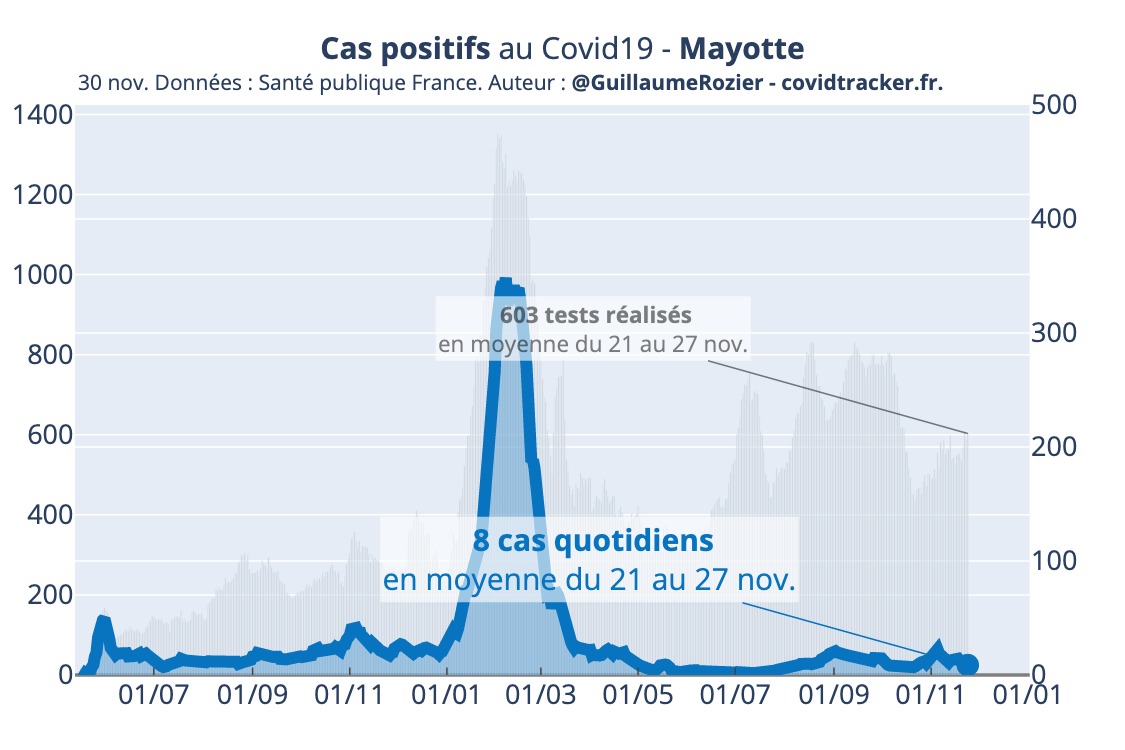 Cas positifs au Covid19 - Mayotte
30 nov. Données : Santé publique France. Auteur : @GuillaumeRozier - covidtracker.fr.
1400
1200
1000
800
600
400
200
0
500
400
300
200
100
0
603 tests réalisés
en moyenne du 21 au 27 nov.
8 cas quotidiens
en moyenne du 21 au 27 nov.
01/07 01/09 01/11 01/01 01/03 01/05 01/07 01/09 01/11 01/01